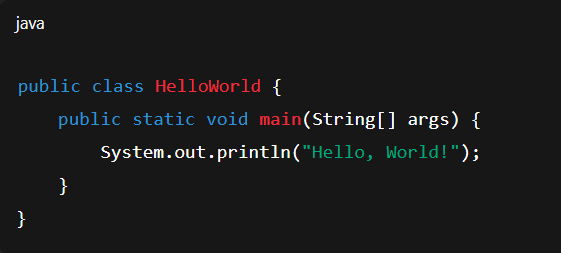 java
public class HelloWorld {
    public static void main(String[] args) {
        System.out.println("Hello, World!");
    }
}